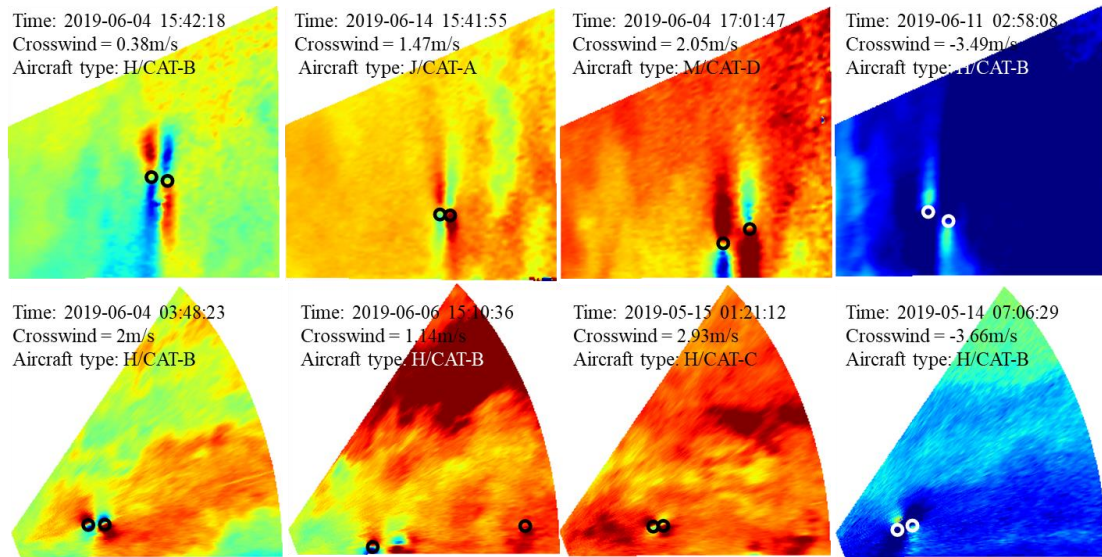 Time: 2019-06-04 15:42:18
Crosswind = 0.38m/s
Aircraft type: H/CAT-B
Time: 2019-06-14 15:41:55
Crosswind = 1.47m/s
Aircraft type: J/CAT-A
Time: 2019-06-04 17:01:47
Crosswind = 2.05m/s
Aircraft type: M/CAT-D
Time: 2019-06-11 02:58:08
Crosswind = -3.49m/s
Aircraft type: H/CAT-B
Time: 2019-06-04 03:48:23
Crosswind = 2m/s
Aircraft type: H/CAT-B
Time: 2019-06-06 15:10:36
Crosswind = 1.14m/s
Aircraft type: H/CAT-B
Time: 2019-05-15 01:21:12
Crosswind = 2.93m/s
Aircraft type: H/CAT-C
Time: 2019-05-14 07:06:29
Crosswind = -3.66m/s
Aircraft type: H/CAT-B